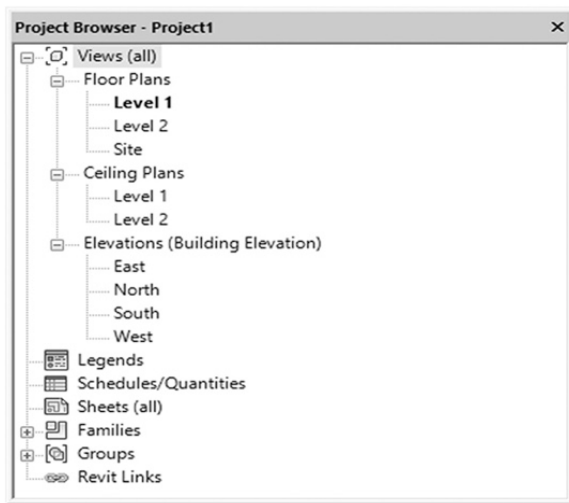 Project Browser - Project1
Views (all)
Floor Plans
Level 1
Level 2
Site
Ceiling Plans
Level 1
Level 2
Elevations (Building Elevation)
East
North
South
West
Legends
Schedules/Quantities
Sheets (all)
Families
Groups
Revit Links